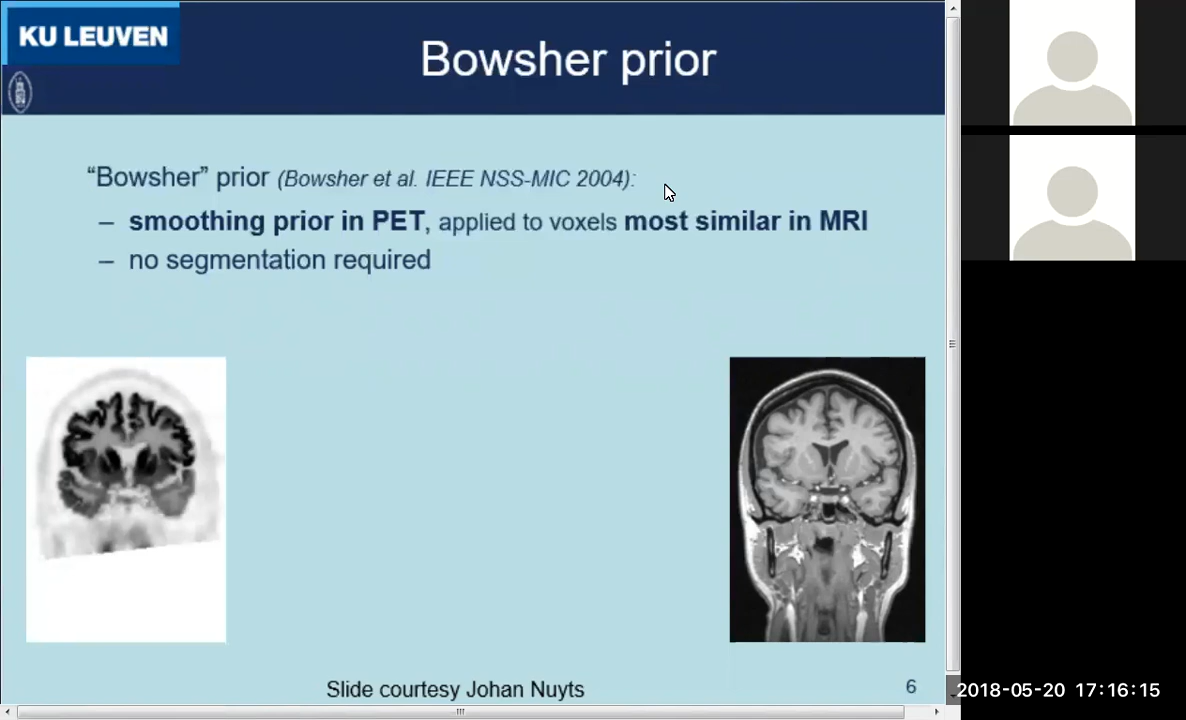 KU LEUVEN
Bowsher prior
“Bowsher” prior (Bowsher et al. IEEE NSS-MIC 2004):
– smoothing prior in PET, applied to voxels most similar in MRI
– no segmentation required
Slide courtesy Johan Nuyts
6
2018-05-20 17:16:15